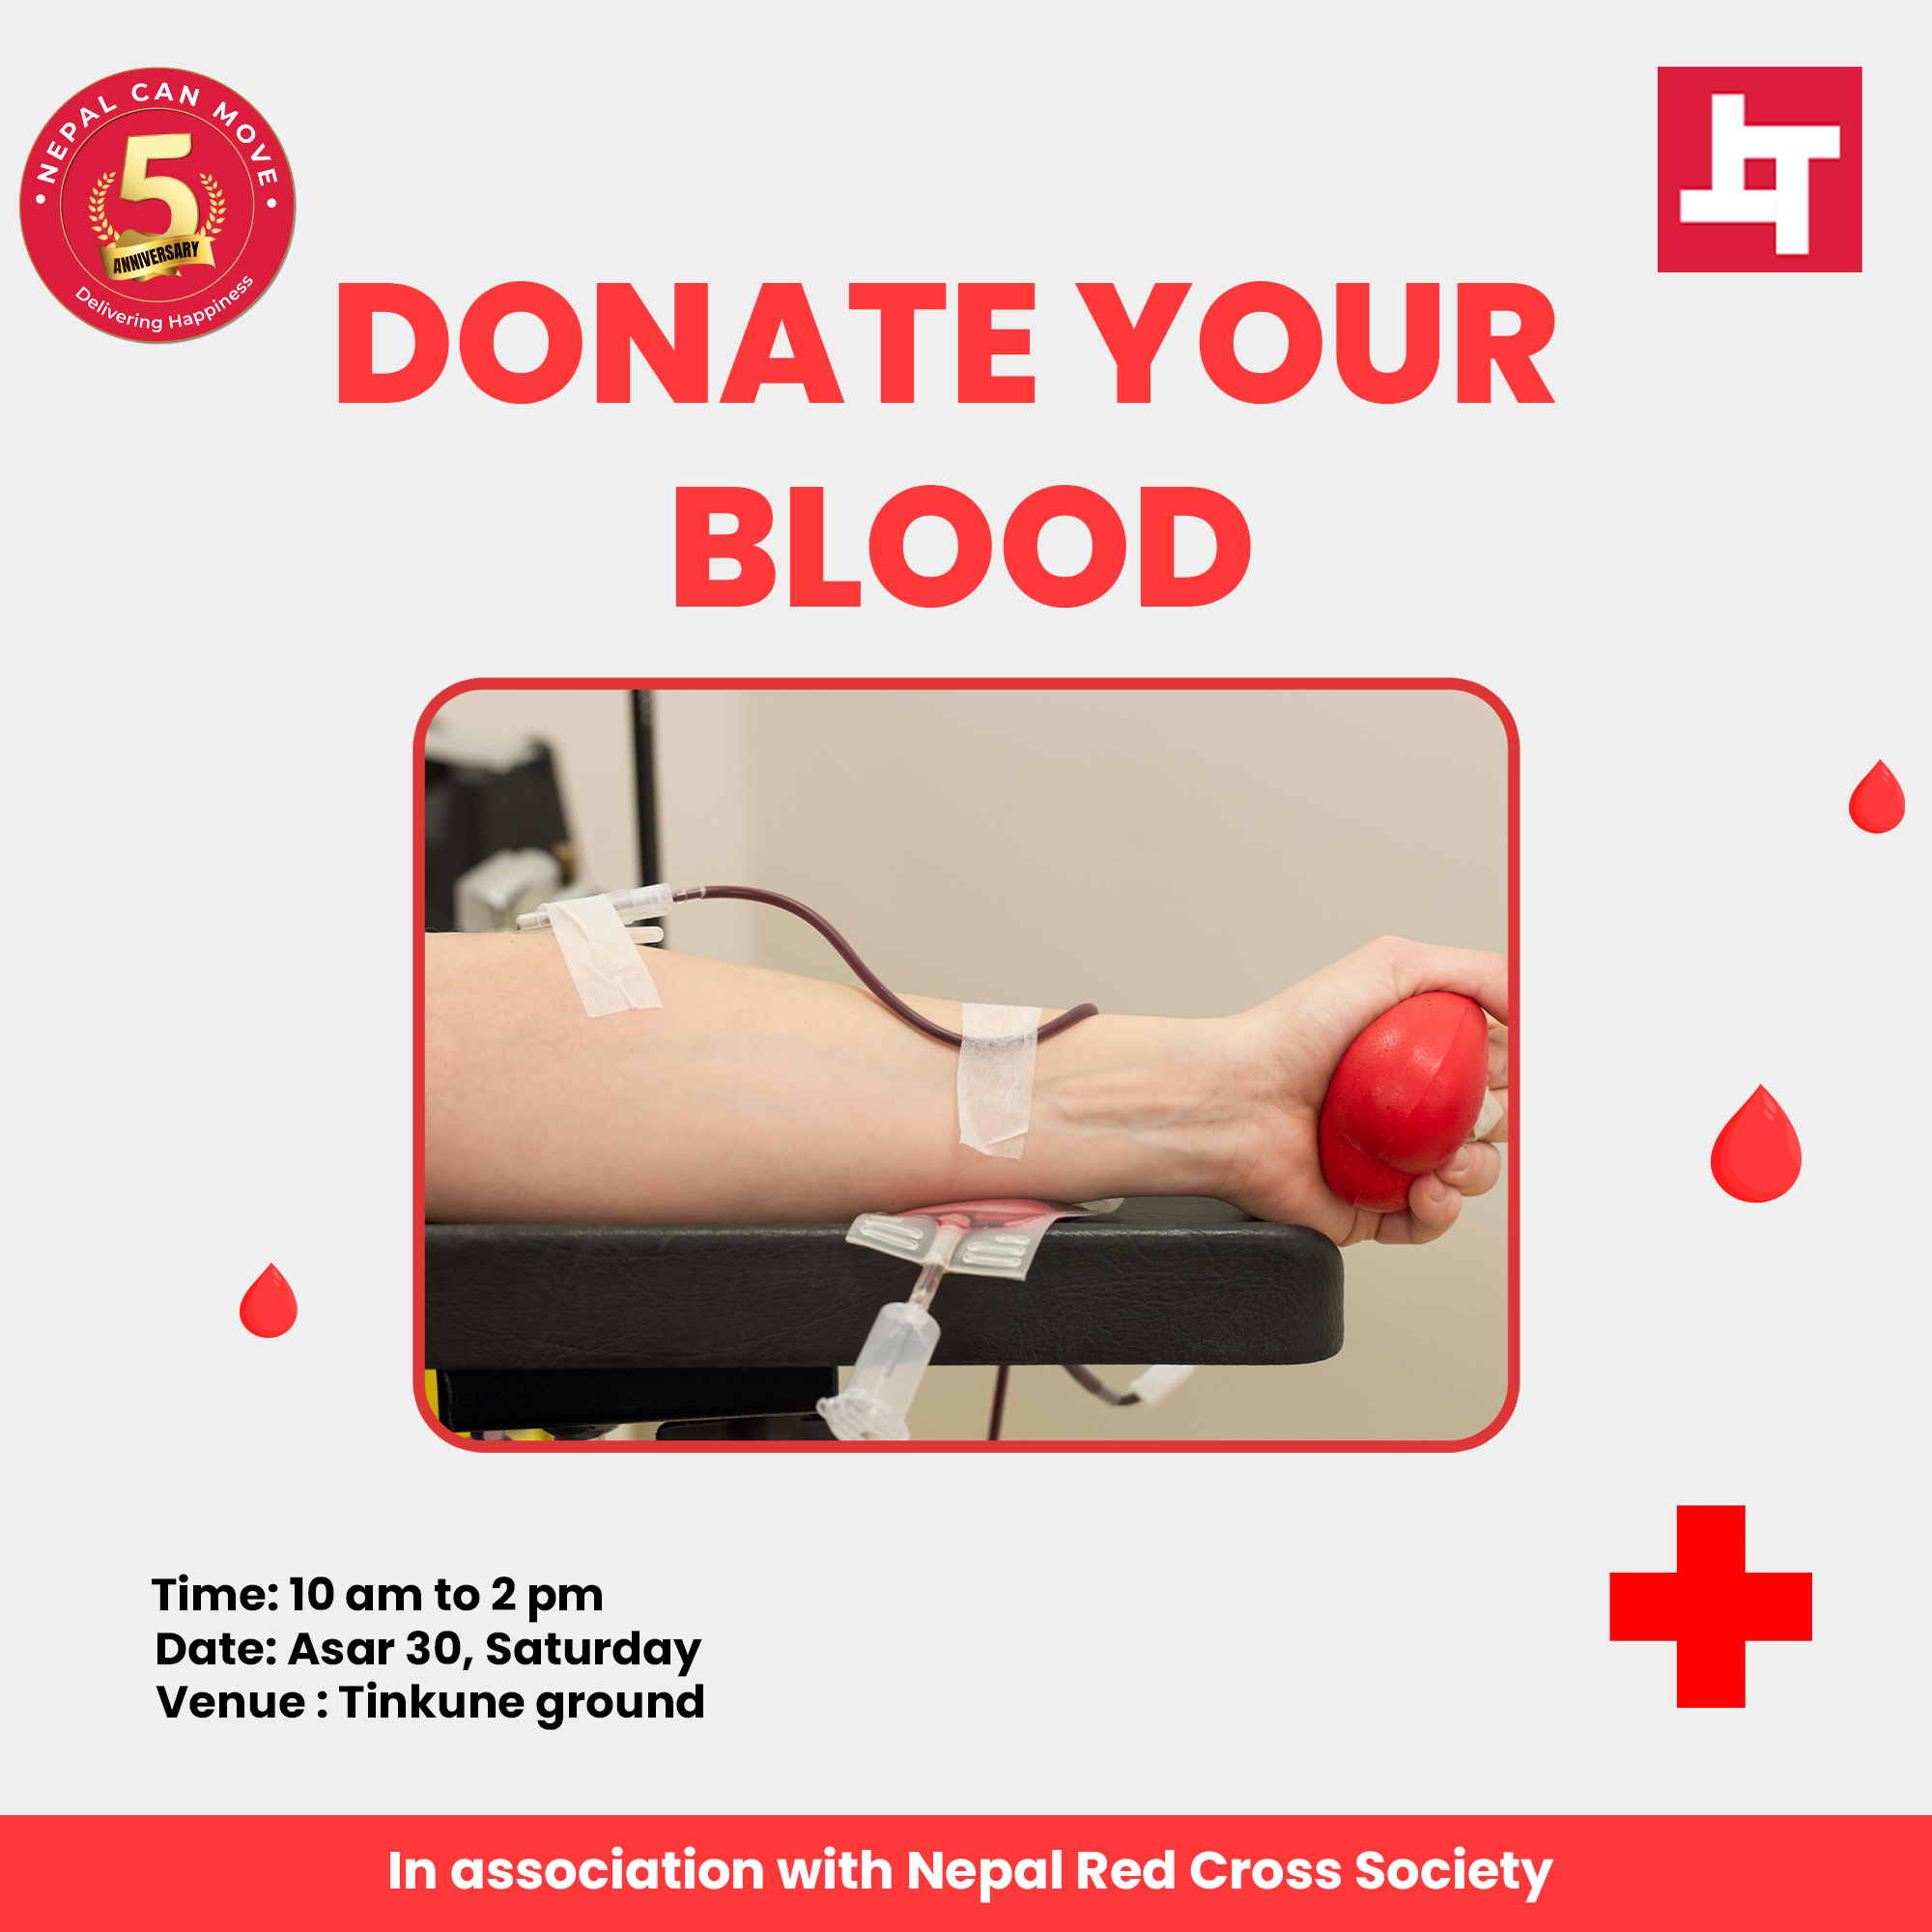 NEPAL CAN MOVE
5
ANNIVERSARY
Delivering Happiness
DONATE YOUR
BLOOD
Time: 10 am to 2 pm
Date: Asar 30, Saturday
Venue : Tinkune ground
In association with Nepal Red Cross Society